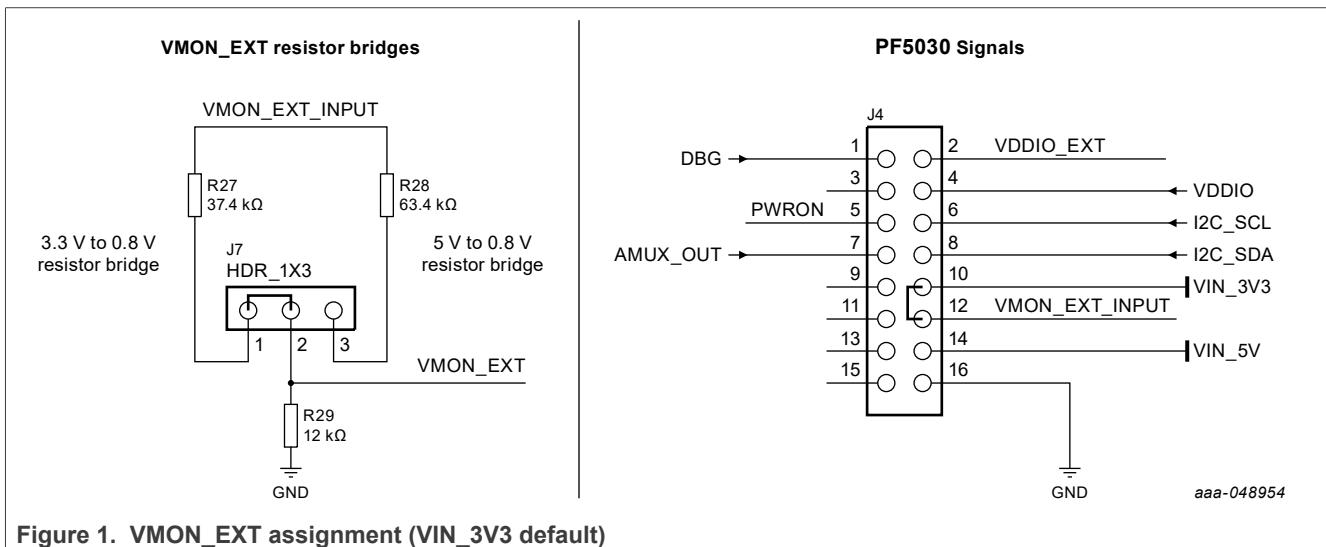 VMON_EXT resistor bridges
VMON_EXT_INPUT
R27
37.4 kΩ
R28
63.4 kΩ
3.3 V to 0.8 V
resistor bridge
5 V to 0.8 V
resistor bridge
J7
HDR_1X3
1
2
3
VMON_EXT
R29
12 kΩ
GND
PF5030 Signals
J4
DBG
1
2
VDDIO_EXT
3
4
VDDIO
PWRON
5
6
I2C_SCL
AMUX_OUT
7
8
I2C_SDA
9
10
VIN_3V3
11
12
VMON_EXT_INPUT
13
14
VIN_5V
15
16
GND
aaa-048954
Figure 1. VMON_EXT assignment (VIN_3V3 default)